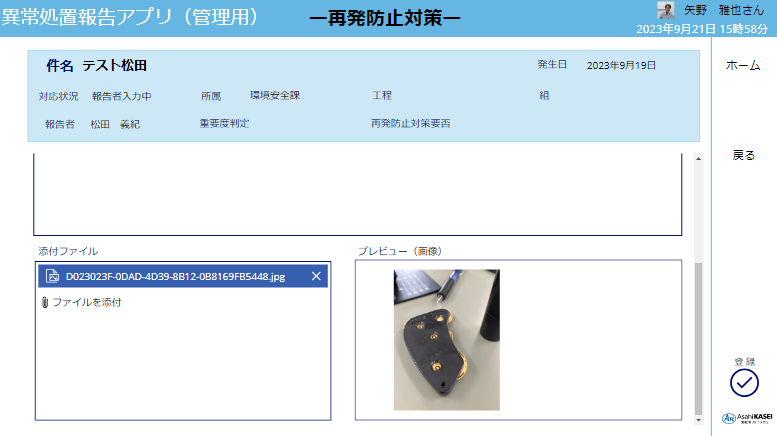 異常処置報告アプリ（管理用）
ー再発防止対策ー
矢野　雅也さん
2023年9月21日 15時58分
件名 テスト松田
発生日 2023年9月19日
対応状況 報告者入力中 所属 環境安全課 工程 組
報告者 松田　義紀 重要度判定 再発防止対策要否
ホーム
戻る
添付ファイル
D023023F-0DAD-4D39-8B12-0B8169FB5448.jpg
ファイルを添付
プレビュー（画像）
登録
AsahiKASEI